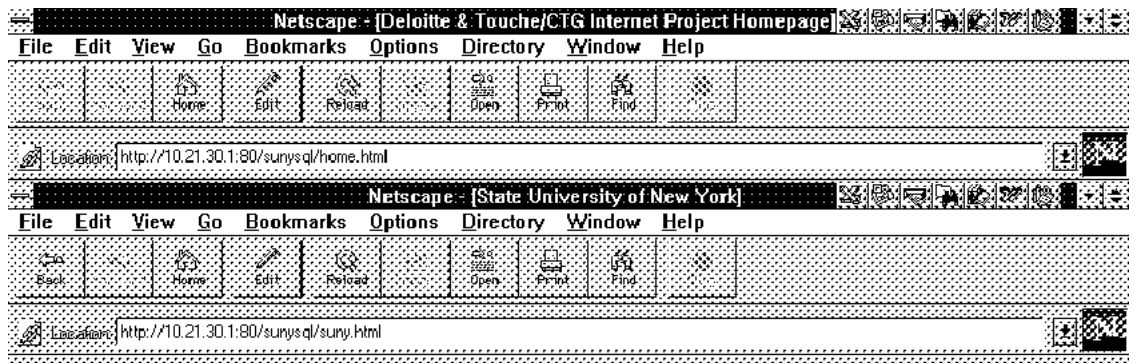 Netscape - [Deloitte & Touche/CTG Internet Project Homepage]
File Edit View Go Bookmarks Options Directory Window Help
Home Edit Reload Open Print Find
Location: http://10.21.30.1:80/sunysql/home.html
Netscape - [State University of New York]
File Edit View Go Bookmarks Options Directory Window Help
Back Home Edit Reload Open Print Find
Location: http://10.21.30.1:80/sunysql/suny.html